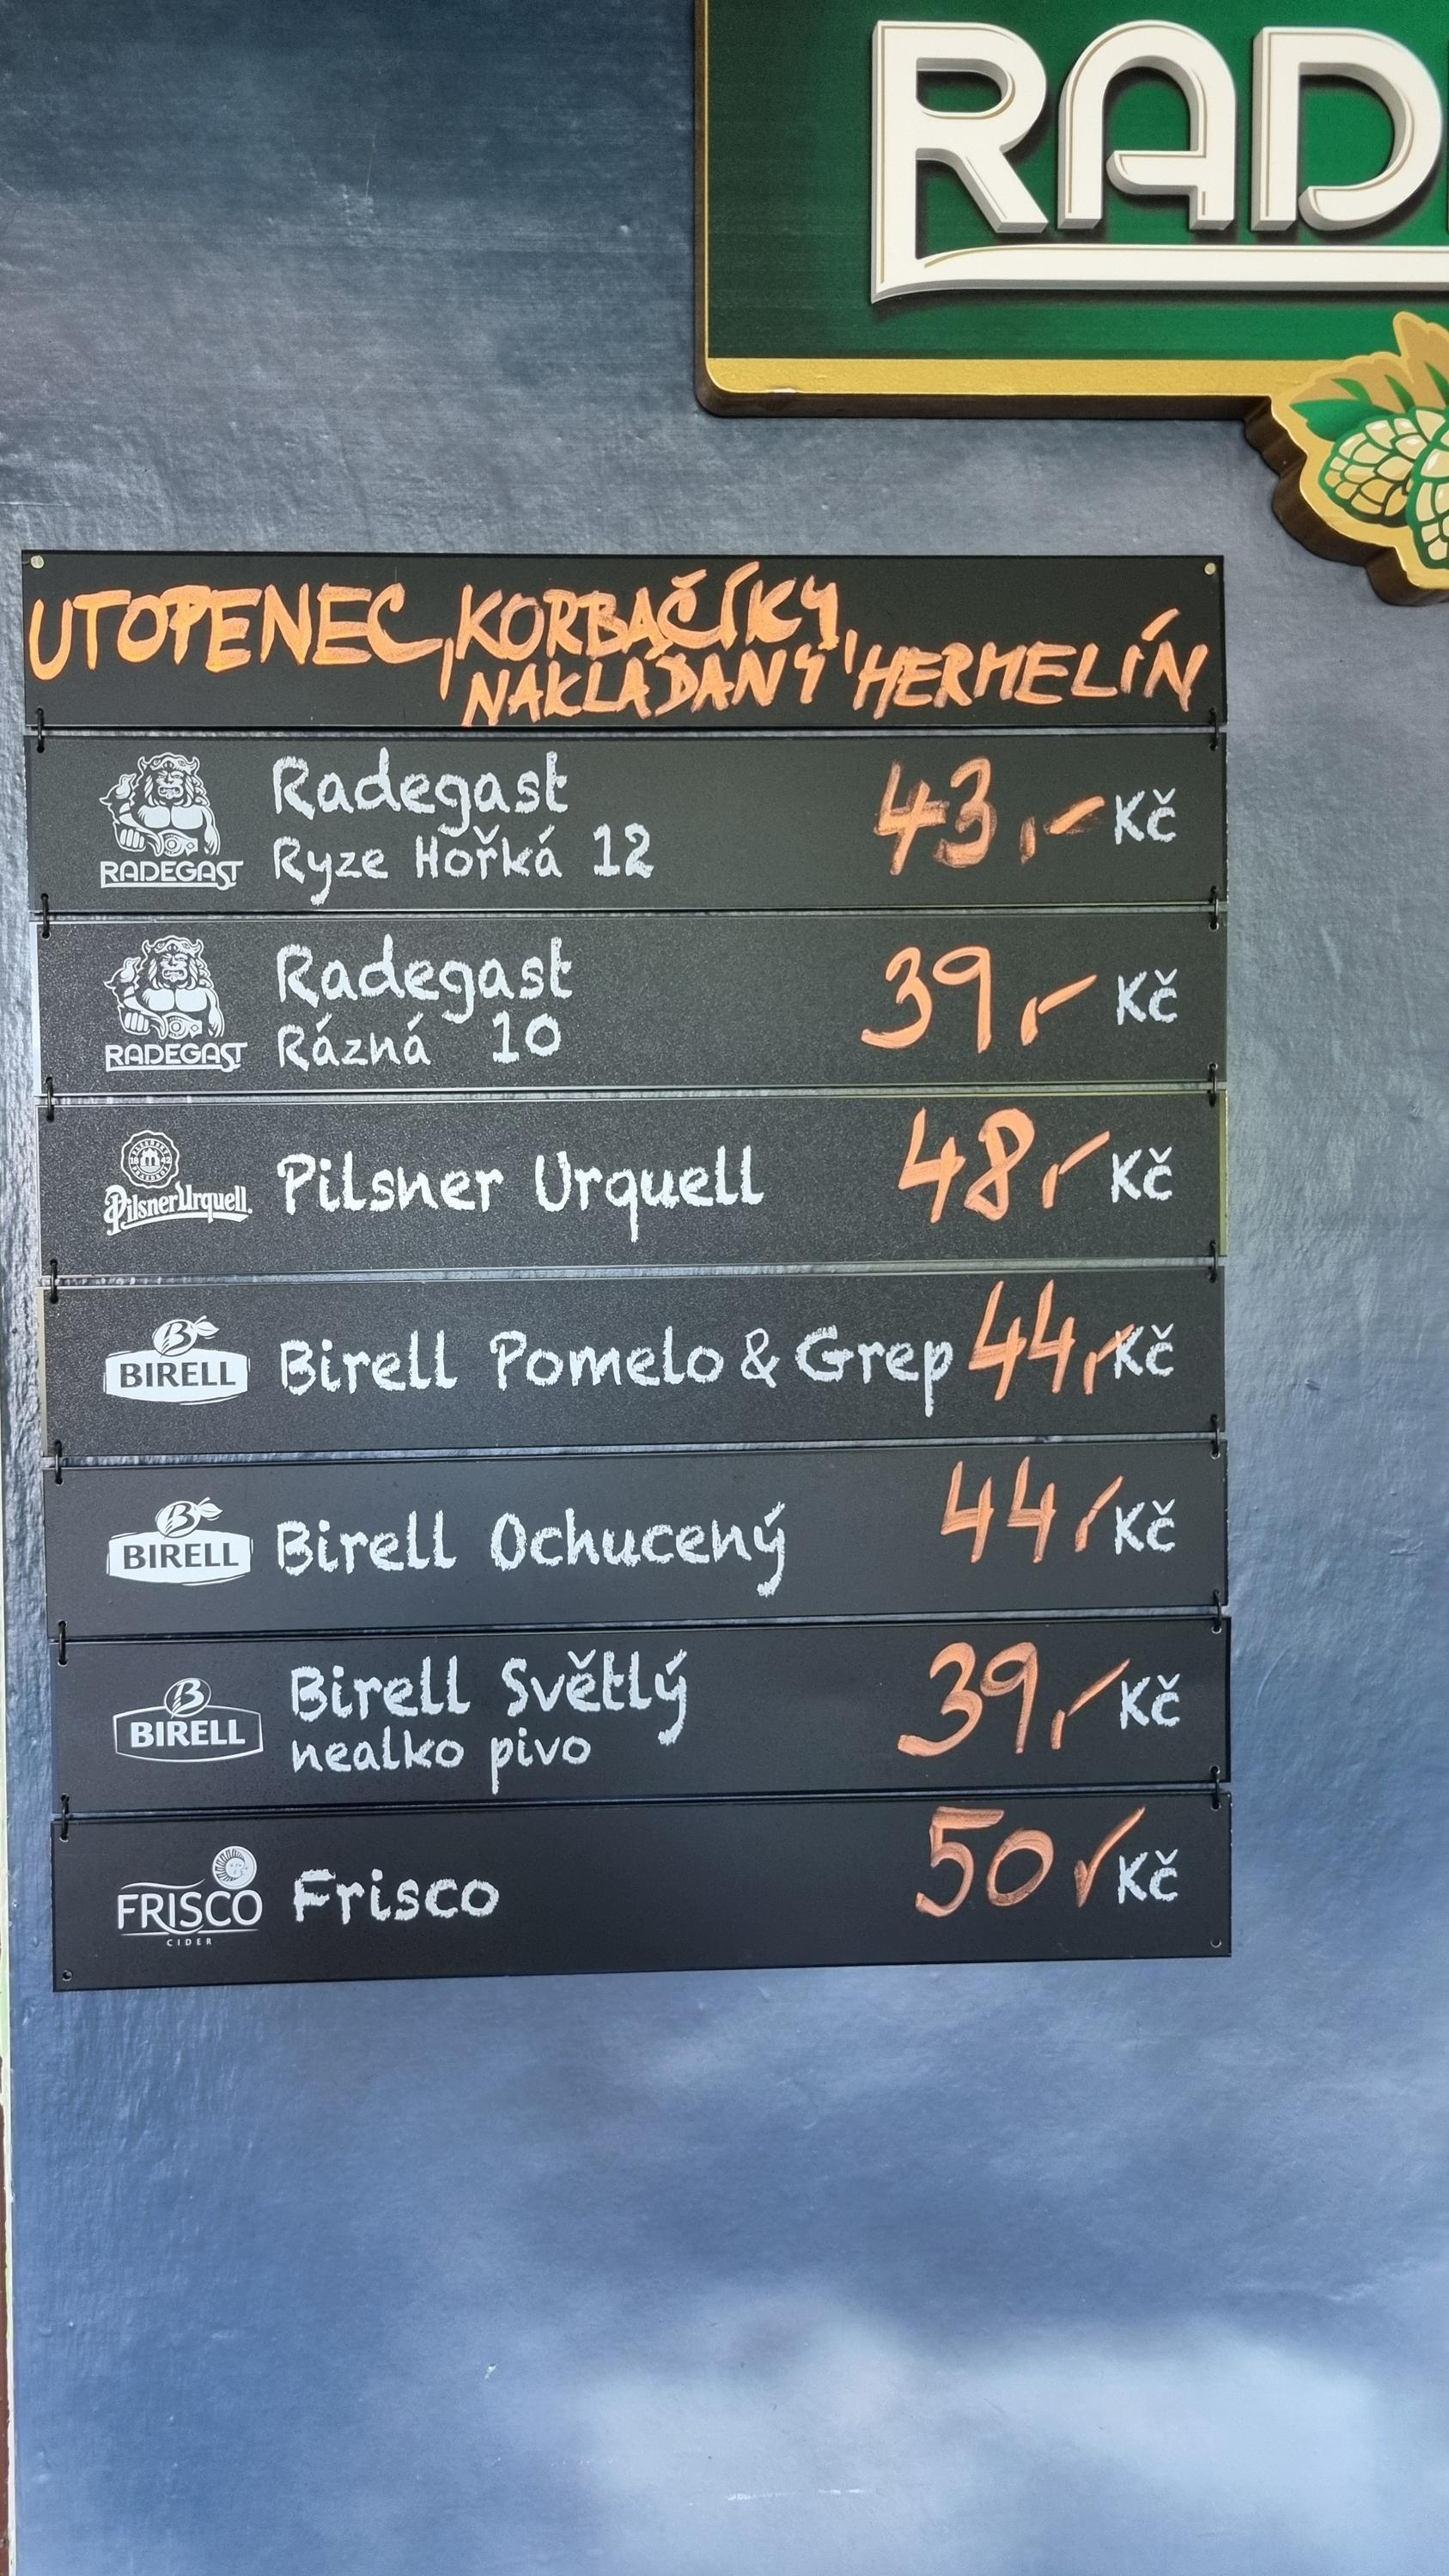 RAD
UTOPENEC, KORBAČÍKY,
NAKLÁDANÝ HERMELÍN
RADEGAST
Radegast
Ryze Hořká 12
43,- Kč
RADEGAST
Radegast
Rázná 10
39,- Kč
Pilsner Urquell
Pilsner Urquell
48,- Kč
B
BIRELL
Birell Pomelo & Grep 44,- Kč
B
BIRELL
Birell Ochucený 44,- Kč
B
BIRELL
Birell Světlý
nealko pivo
39,- Kč
FRISCO
CIDER
Frisco 50,- Kč